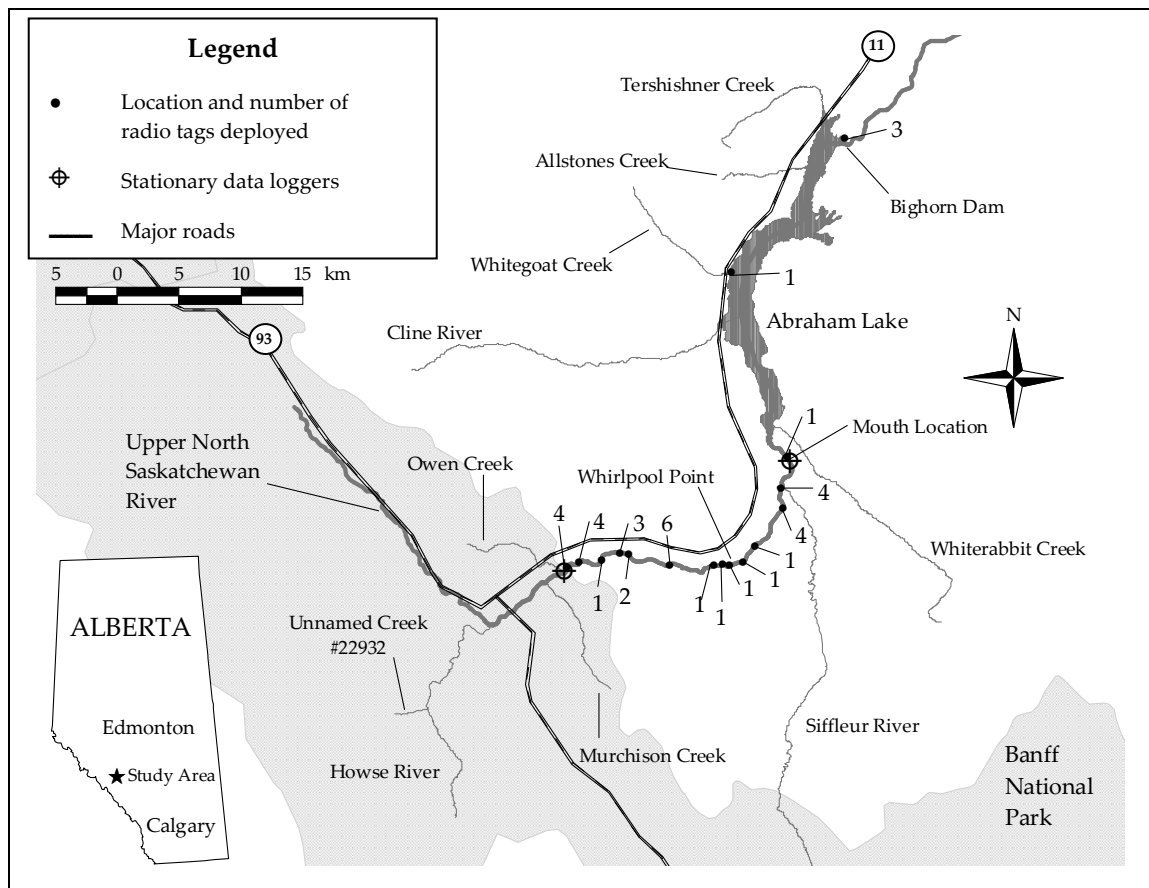 Legend
Location and number of
radio tags deployed
Stationary data loggers
Major roads
5 0 5 10 15 km
11
Tershishner Creek
3
Allstones Creek
Bighorn Dam
Whitegoat Creek
1
Abraham Lake
Cline River
93
N
1
Mouth Location
Upper North
Saskatchewan
River
Owen Creek
Whirlpool Point
4
4
4 4 3 6
1
Whiterabbit Creek
1 2 1 1 1 1
Unnamed Creek
#22932
ALBERTA
Edmonton
Study Area
Calgary
Howse River
Murchison Creek
Siffleur River
Banff
National
Park